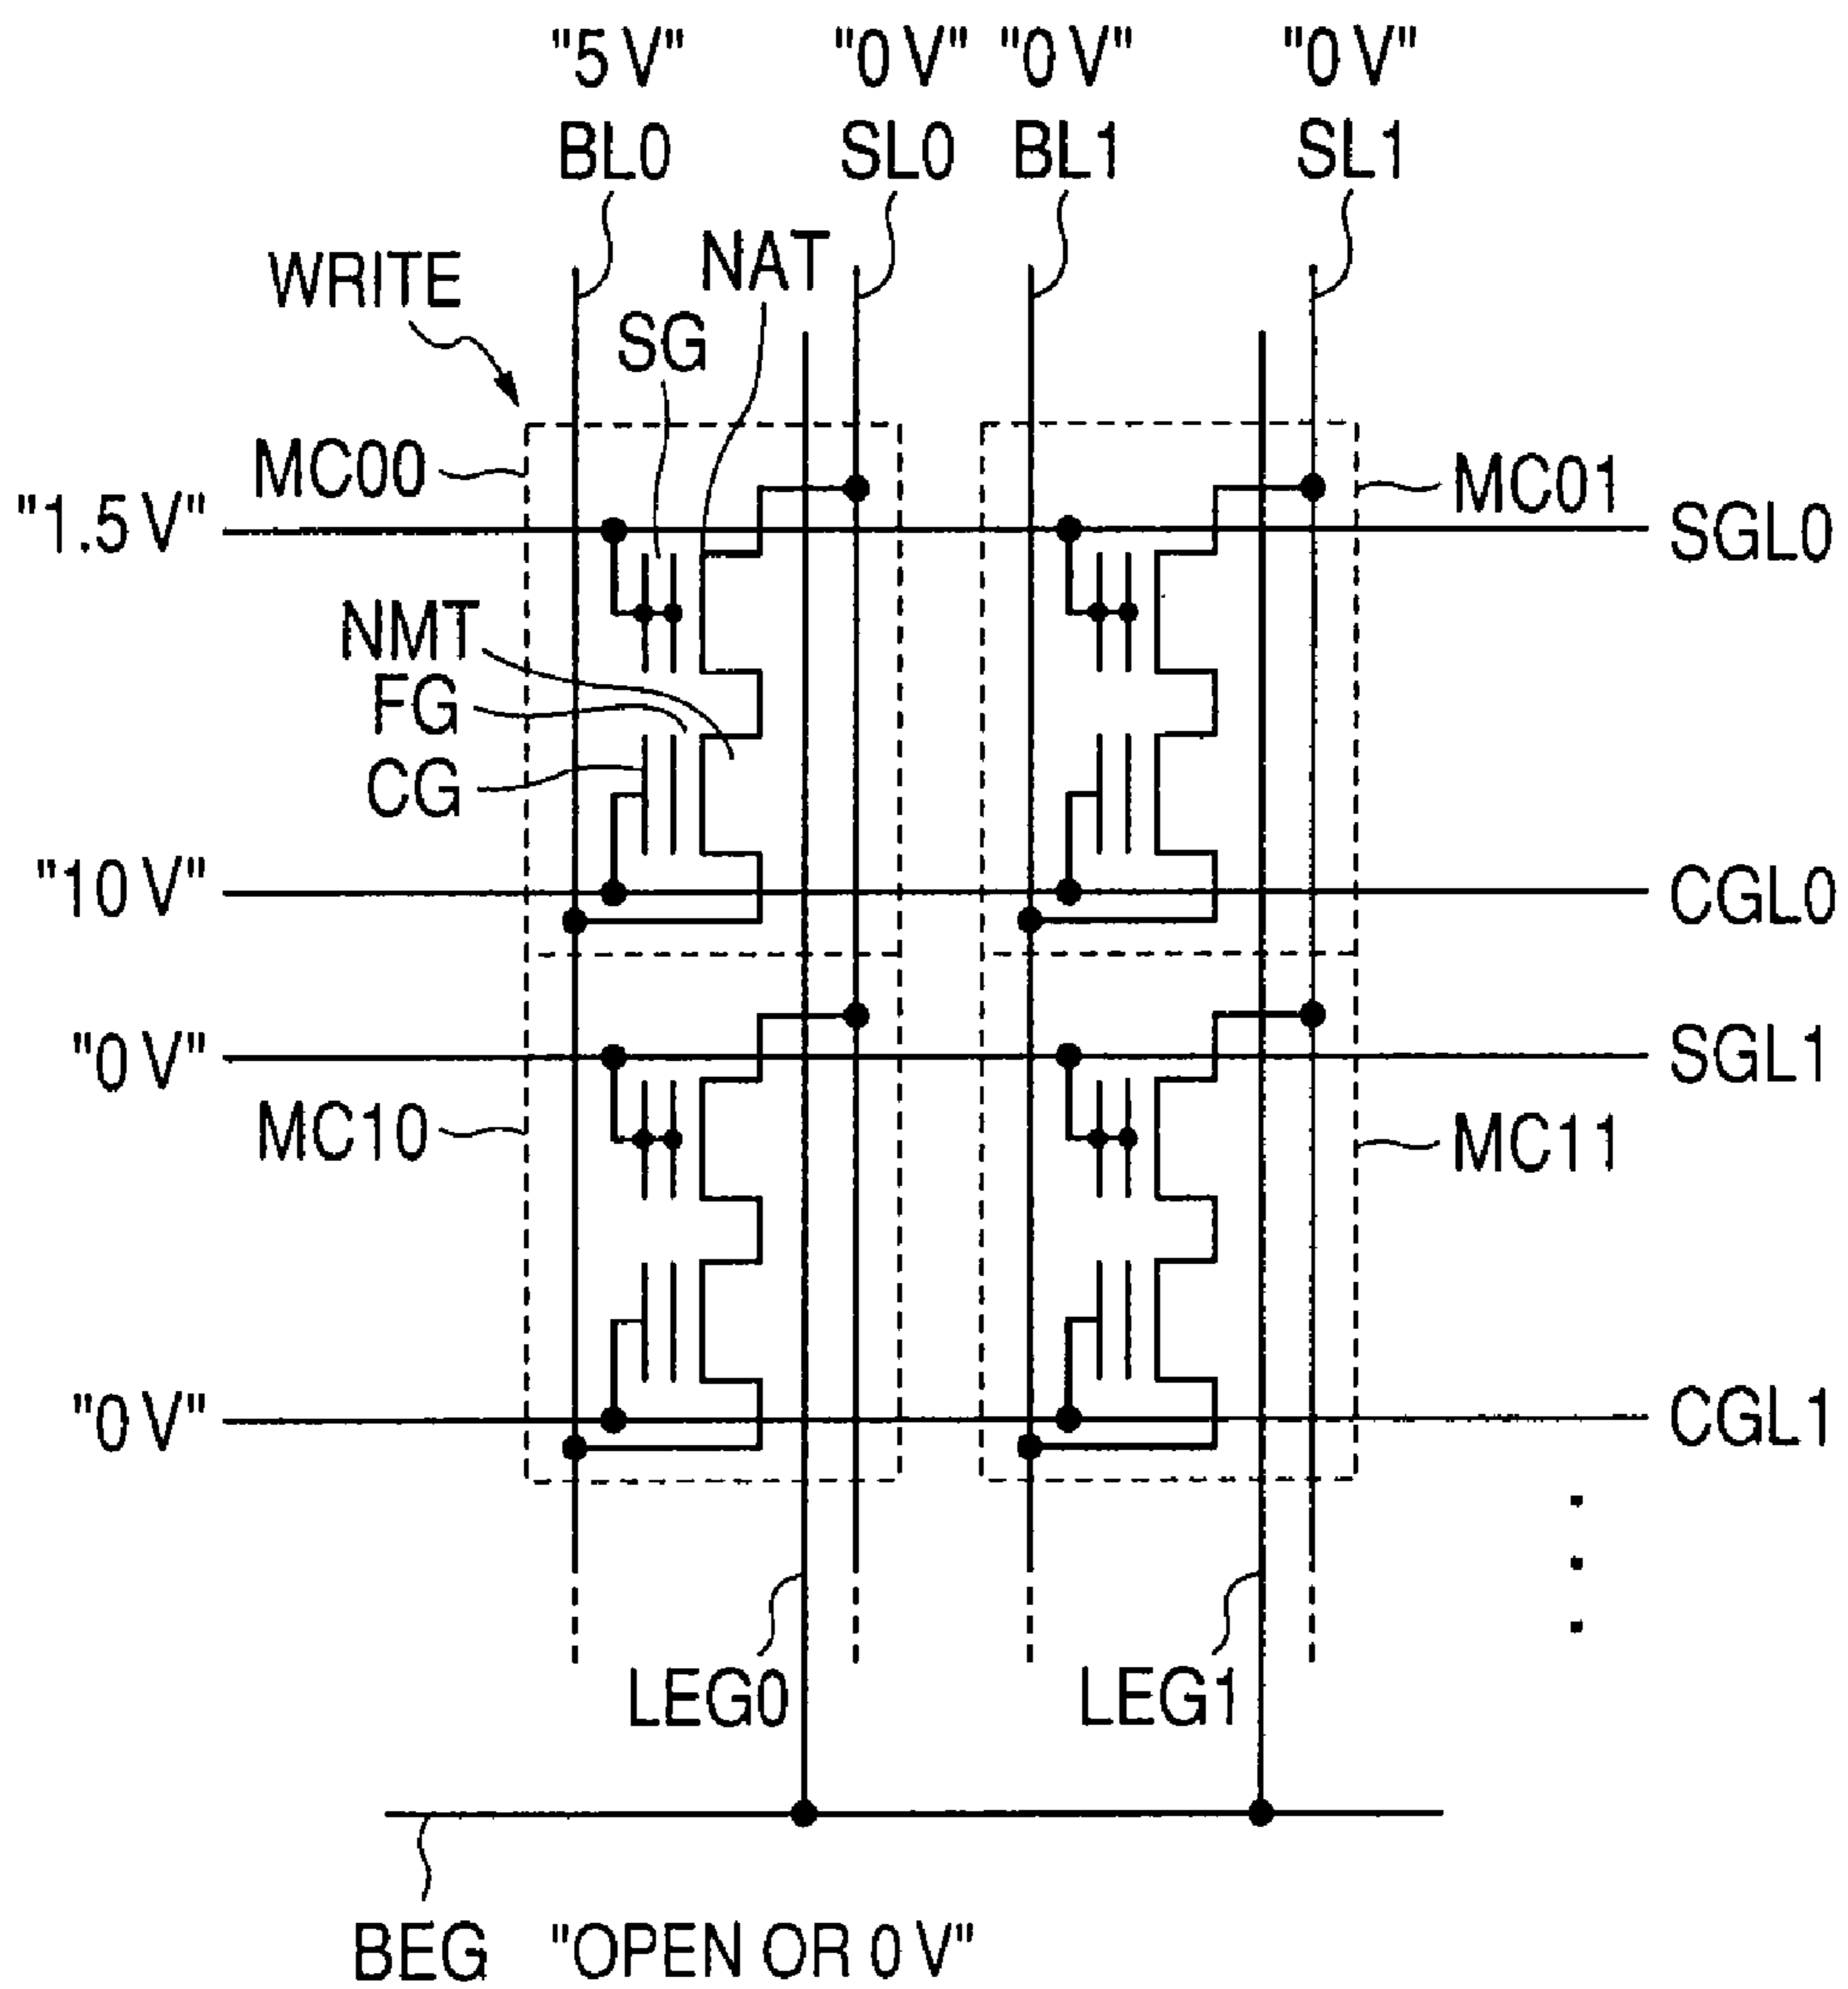 "5 V" "0 V" "0 V" "0 V"
BL0 SL0 BL1 SL1
WRITE NAT
SG
MC00 MC01
"1.5 V" SGL0
NMT
FG
CG
"10 V" CGL0
"0 V" SGL1
MC10 MC11
"0 V" CGL1
LEG0 LEG1
BEG "OPEN OR 0 V"